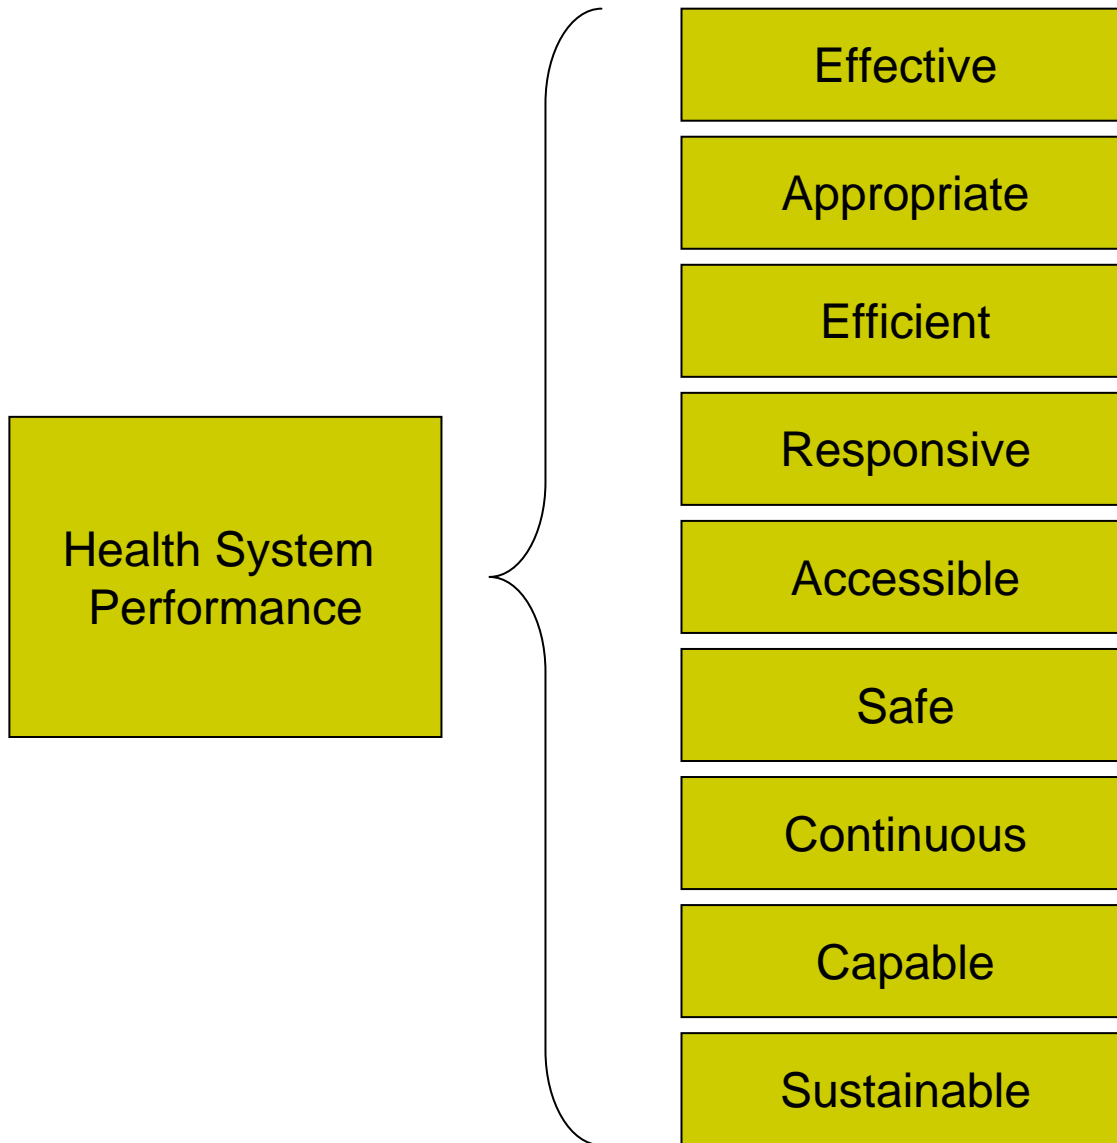 Effective
Appropriate
Efficient
Responsive
Health System
Performance
Accessible
Safe
Continuous
Capable
Sustainable